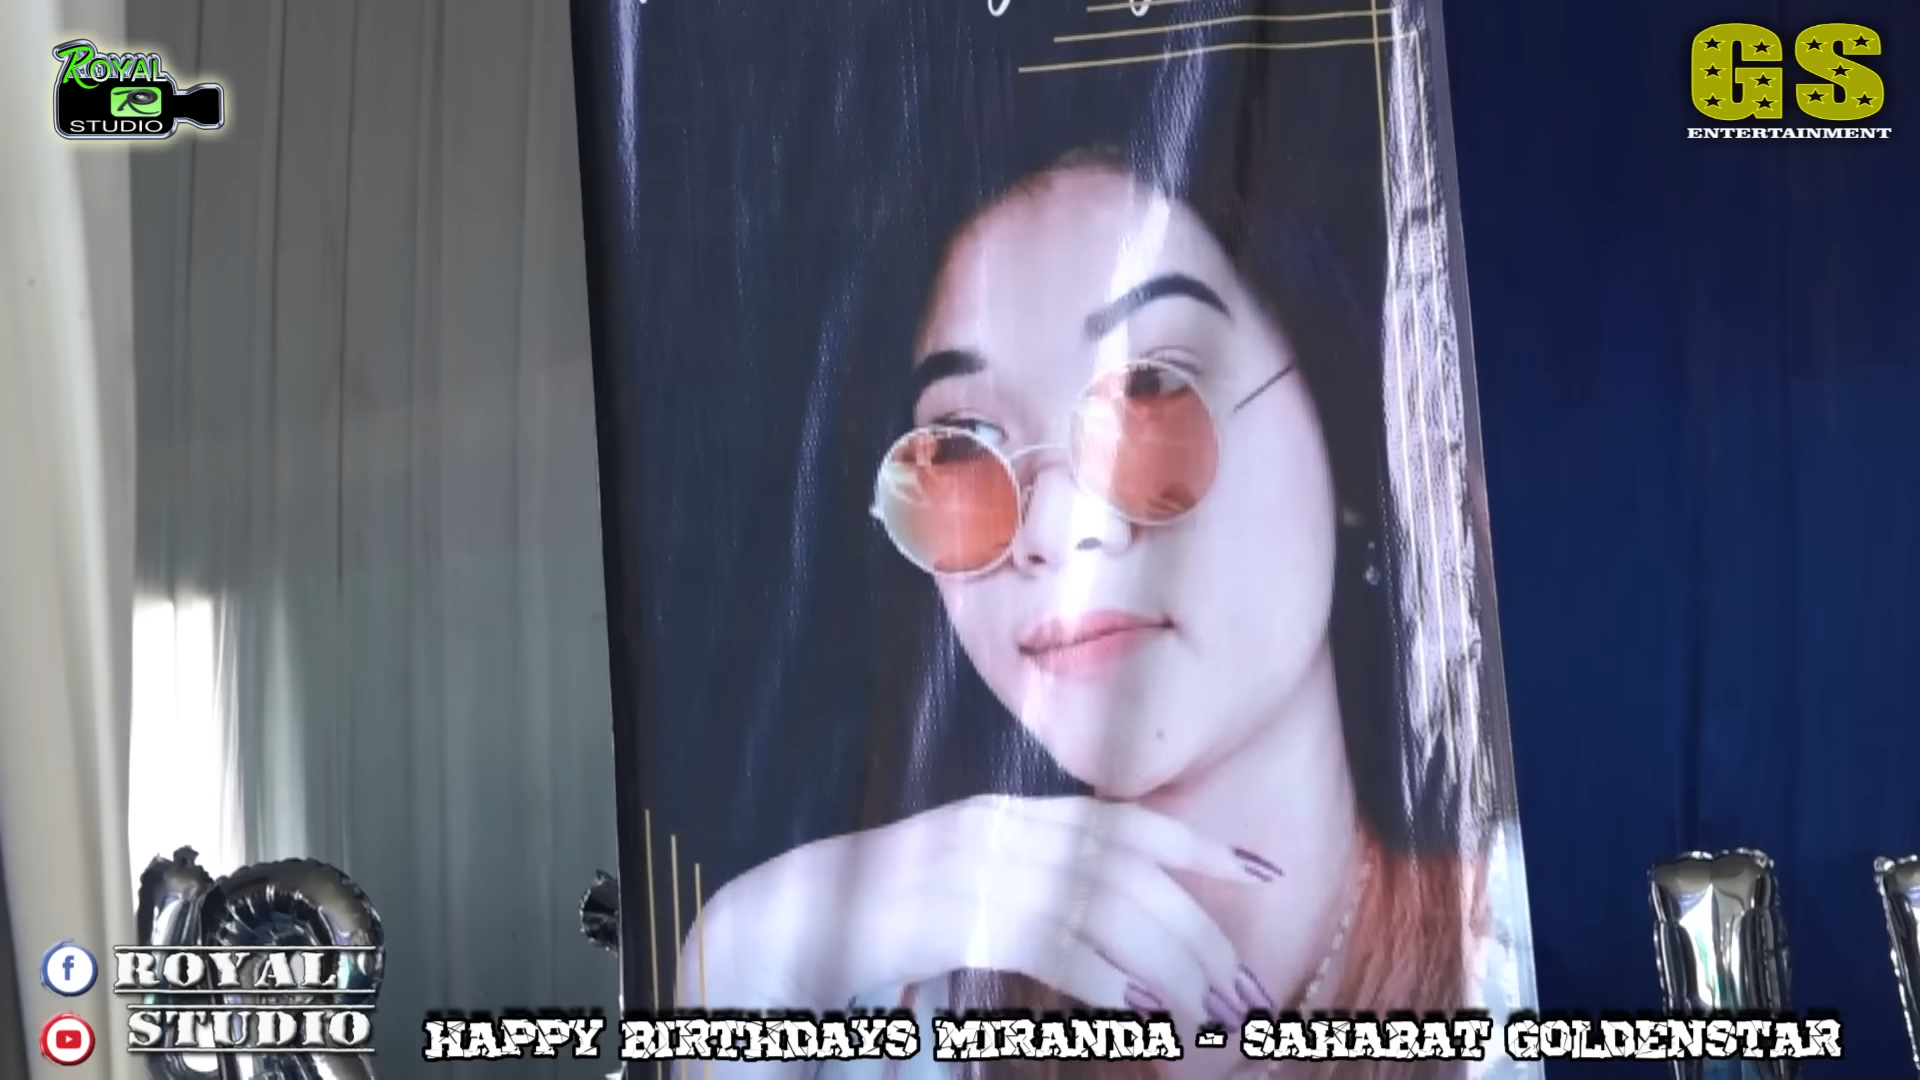 ROYAL
R
STUDIO
GS
ENTERTAINMENT
f ROYAL
STUDIO
HAPPY BIRTHDAYS MIRANDA - SAHABAT GOLDENSTAR